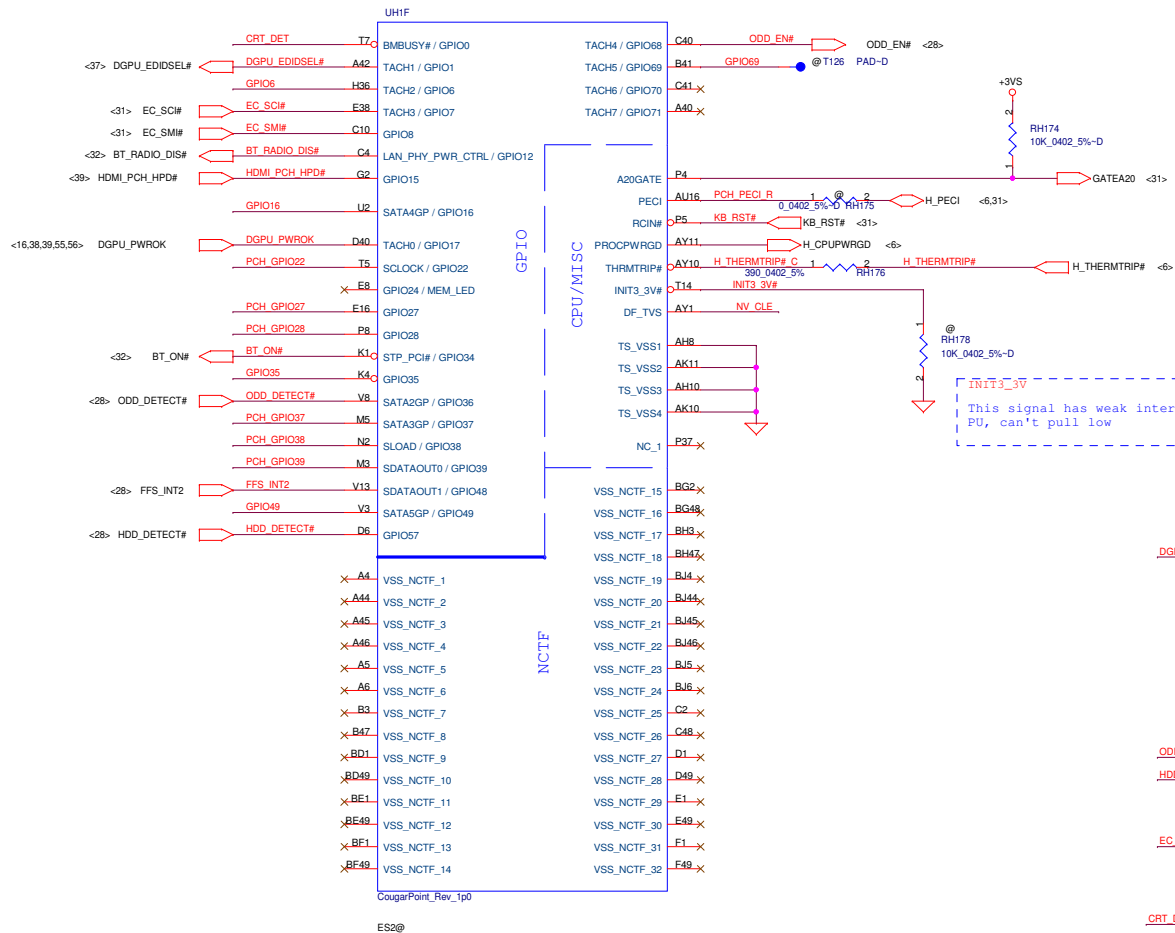 UH1F
CRT_DET T7 BMBUSY# / GPIO0
<37> DGPU_EDIDSEL# DGPU_EDIDSEL# A42 TACH1 / GPIO1
GPIO6 H36 TACH2 / GPIO6
<31> EC_SCI# EC_SCI# E38 TACH3 / GPIO7
<31> EC_SMI# EC_SMI# C10 GPIO8
<32> BT_RADIO_DIS# BT_RADIO_DIS# C4 LAN_PHY_PWR_CTRL / GPIO12
<39> HDMI_PCH_HPD# HDMI_PCH_HPD# G2 GPIO15
GPIO16 U2 SATA4GP / GPIO16
<16,38,39,55,56> DGPU_PWROK DGPU_PWROK D40 TACH0 / GPIO17
PCH_GPIO22 T5 SCLOCK / GPIO22
E8 GPIO24 / MEM_LED
PCH_GPIO27 E16 GPIO27
PCH_GPIO28 P8 GPIO28
<32> BT_ON# BT_ON# K1 STP_PCI# / GPIO34
GPIO35 K4 GPIO35
<28> ODD_DETECT# ODD_DETECT# V8 SATA2GP / GPIO36
PCH_GPIO37 M5 SATA3GP / GPIO37
PCH_GPIO38 N2 SLOAD / GPIO38
PCH_GPIO39 M3 SDATAOUT0 / GPIO39
<28> FFS_INT2 FFS_INT2 V13 SDATAOUT1 / GPIO48
GPIO49 V3 SATA5GP / GPIO49
<28> HDD_DETECT# HDD_DETECT# D6 GPIO57
A4 VSS_NCTF_1
A44 VSS_NCTF_2
A45 VSS_NCTF_3
A46 VSS_NCTF_4
A5 VSS_NCTF_5
A6 VSS_NCTF_6
B3 VSS_NCTF_7
B47 VSS_NCTF_8
BD1 VSS_NCTF_9
BD49 VSS_NCTF_10
BE1 VSS_NCTF_11
BE49 VSS_NCTF_12
BF1 VSS_NCTF_13
BF49 VSS_NCTF_14
GPIO
CPU/MISC
NCTF
TACH4 / GPIO68 C40 ODD_EN# ODD_EN# <28>
TACH5 / GPIO69 B41 GPIO69 @ T126 PAD~D
TACH6 / GPIO70 C41
TACH7 / GPIO71 A40
+3VS
2
RH174
10K_0402_5%~D
1
A20GATE P4 GATEA20 <31>
PECI AU16 PCH_PECI_R 1 @ 2 H_PECI <6,31>
0_0402_5%~D RH175
RCIN# P5 KB_RST# KB_RST# <31>
PROCPWRGD AY11 H_CPUPWRGD <6>
THRMTRIP# AY10 H_THERMTRIP#_C 1 2 H_THERMTRIP# H_THERMTRIP# <6>
390_0402_5% RH176
INIT3_3V# T14 INIT3_3V#
DF_TVS AY1 NV_CLE
1
@
RH178
10K_0402_5%~D
2
TS_VSS1 AH8
TS_VSS2 AK11
TS_VSS3 AH10
TS_VSS4 AK10
INIT3_3V
This signal has weak inter
PU, can't pull low
NC_1 P37
VSS_NCTF_15 BG2
VSS_NCTF_16 BG48
VSS_NCTF_17 BH3
VSS_NCTF_18 BH47
VSS_NCTF_19 BJ4
VSS_NCTF_20 BJ44
VSS_NCTF_21 BJ45
VSS_NCTF_22 BJ46
VSS_NCTF_23 BJ5
VSS_NCTF_24 BJ6
VSS_NCTF_25 C2
VSS_NCTF_26 C48
VSS_NCTF_27 D1
VSS_NCTF_28 D49
VSS_NCTF_29 E1
VSS_NCTF_30 E49
VSS_NCTF_31 F1
VSS_NCTF_32 F49
CougarPoint_Rev_1p0
ES2@
EC_